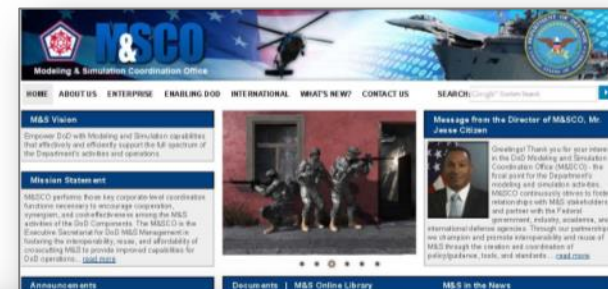 M&SCO
Modeling & Simulation Coordination Office
HOME ABOUT US ENTERPRISE ENABLING DOD INTERNATIONAL WHAT'S NEW? CONTACT US SEARCH:
M&S Vision
Empower DoD with Modeling and Simulation capabilities
that effectively and efficiently support the full spectrum of
the Department's activities and operations.
Mission Statement
M&SCO performs those key corporate-level coordination
functions necessary to encourage cooperation,
synergism, and cost-effectiveness among the M&S
activities of the DoD Components. The M&SCO is the
Executive Secretariat for DoD M&S Management in
fostering the interoperability, reuse, and affordability of
crosscutting M&S to provide improved capabilities for
DoD operations... read more
Message from the Director of M&SCO, Mr.
Jesse Citizen
Greetings! Thank you for your interest
in the DoD Modeling and Simulation
Coordination Office (M&SCO) - the
focal point for the Department's
modeling and simulation activities.
M&SCO continuously strives to foster
relationships with M&S stakeholders
and partner with the Federal
government, industry, academia, and
international defense agencies. Through our partnerships
we champion and promote interoperability and reuse of
M&S through the creation and coordination of
policy/guidance, tools, and standards ... read more
Announcements
Documents | M&S Online Library
M&S in the News